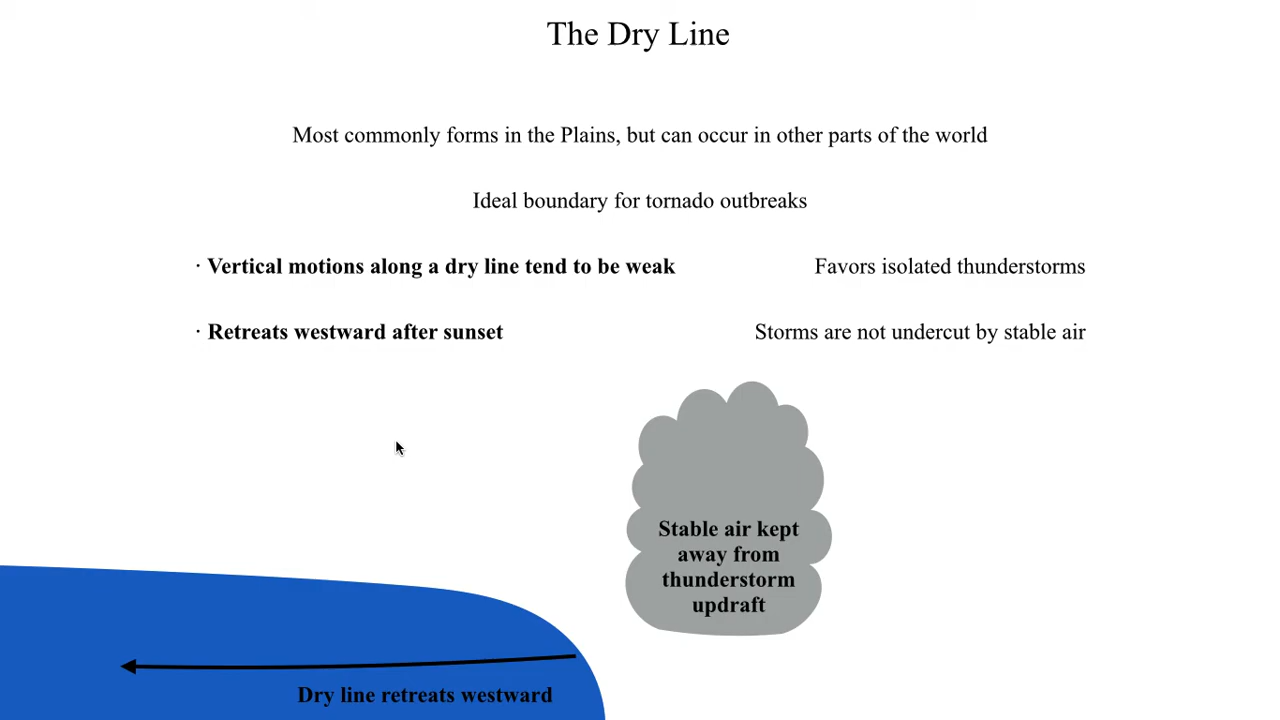 The Dry Line
Most commonly forms in the Plains, but can occur in other parts of the world
Ideal boundary for tornado outbreaks
· Vertical motions along a dry line tend to be weak
Favors isolated thunderstorms
· Retreats westward after sunset
Storms are not undercut by stable air
Stable air kept
away from
thunderstorm
updraft
Dry line retreats westward